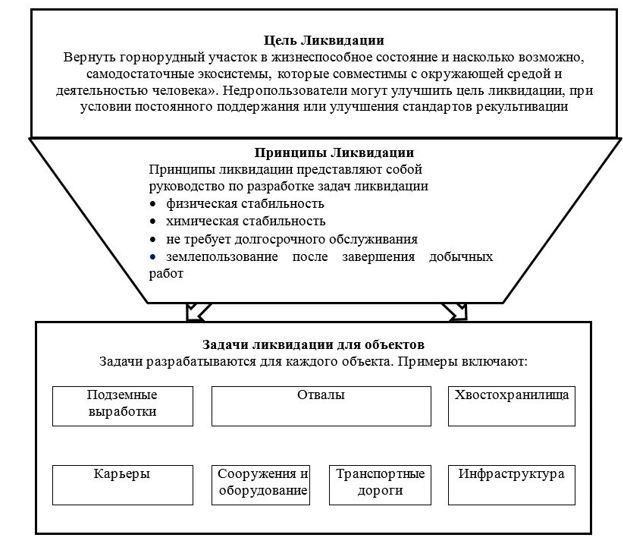 Цель Ликвидации
Вернуть горнорудный участок в жизнеспособное состояние и насколько возможно,
самодостаточные экосистемы, которые совместимы с окружающей средой и
деятельностью человека». Недропользователи могут улучшить цель ликвидации, при
условии постоянного поддержания или улучшения стандартов рекультивации
Принципы Ликвидации
Принципы ликвидации представляют собой
руководство по разработке задач ликвидации
• физическая стабильность
• химическая стабильность
• не требует долгосрочного обслуживания
• землепользование после завершения добычных
работ
Задачи ликвидации для объектов
Задачи разрабатываются для каждого объекта. Примеры включают:
Подземные
выработки
Отвалы
Хвостохранилища
Карьеры
Сооружения и
оборудование
Транспортные
дороги
Инфраструктура